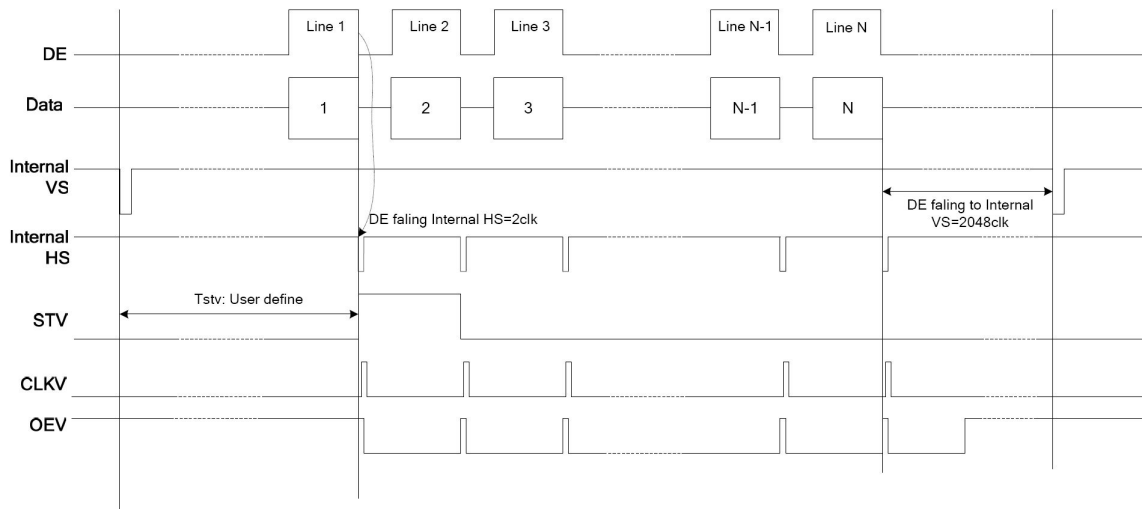 Line 1 Line 2 Line 3 Line N-1 Line N
DE
Data
1 2 3 N-1 N
Internal
VS
DE faling to Internal
VS=2048clk
DE faling Internal HS=2clk
Internal
HS
Tstv: User define
STV
CLKV
OEV